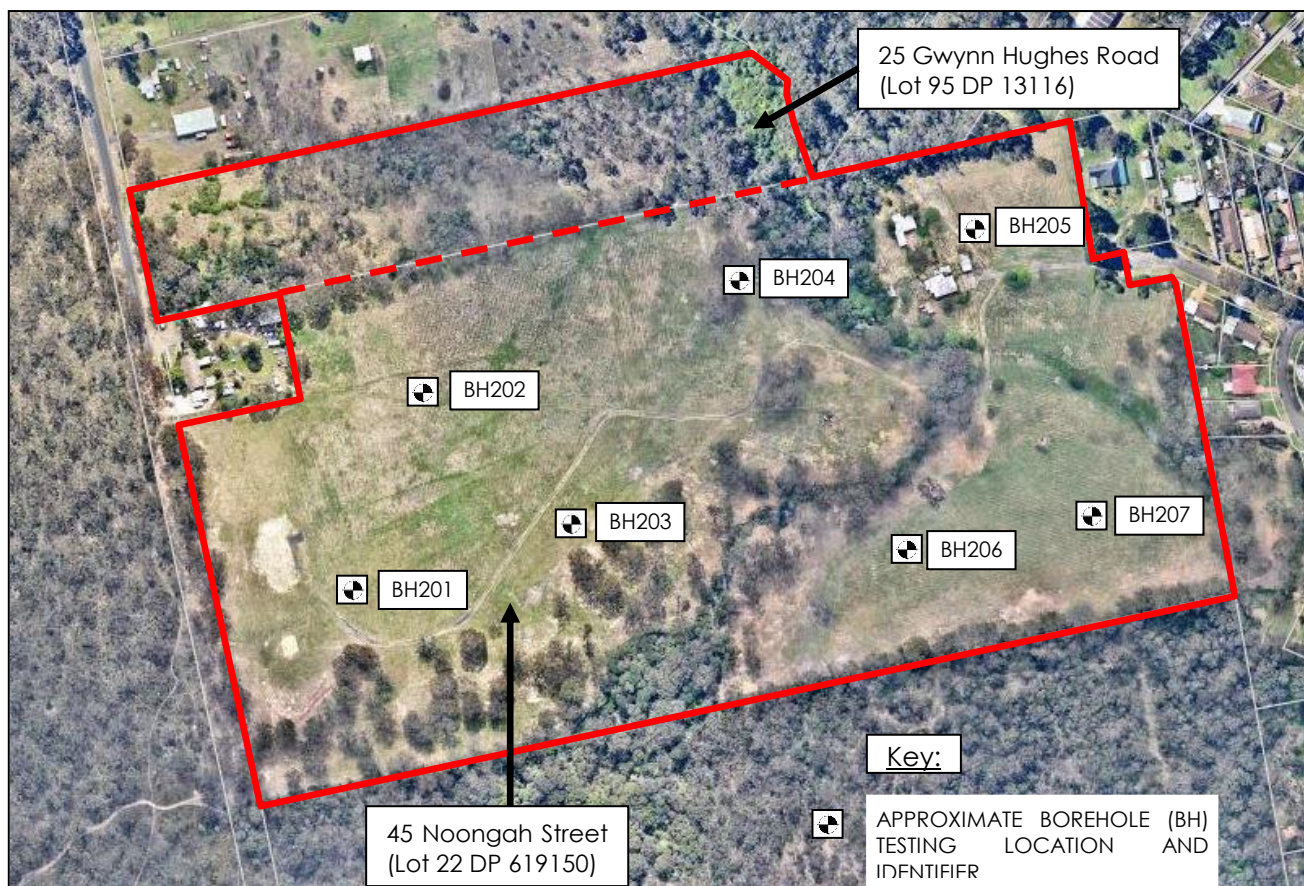 25 Gwynn Hughes Road
(Lot 95 DP 13116)
BH205
BH204
BH202
BH207
BH203
BH206
BH201
45 Noongah Street
(Lot 22 DP 619150)
Key:
APPROXIMATE BOREHOLE (BH)
TESTING LOCATION AND
IDENTIFIER